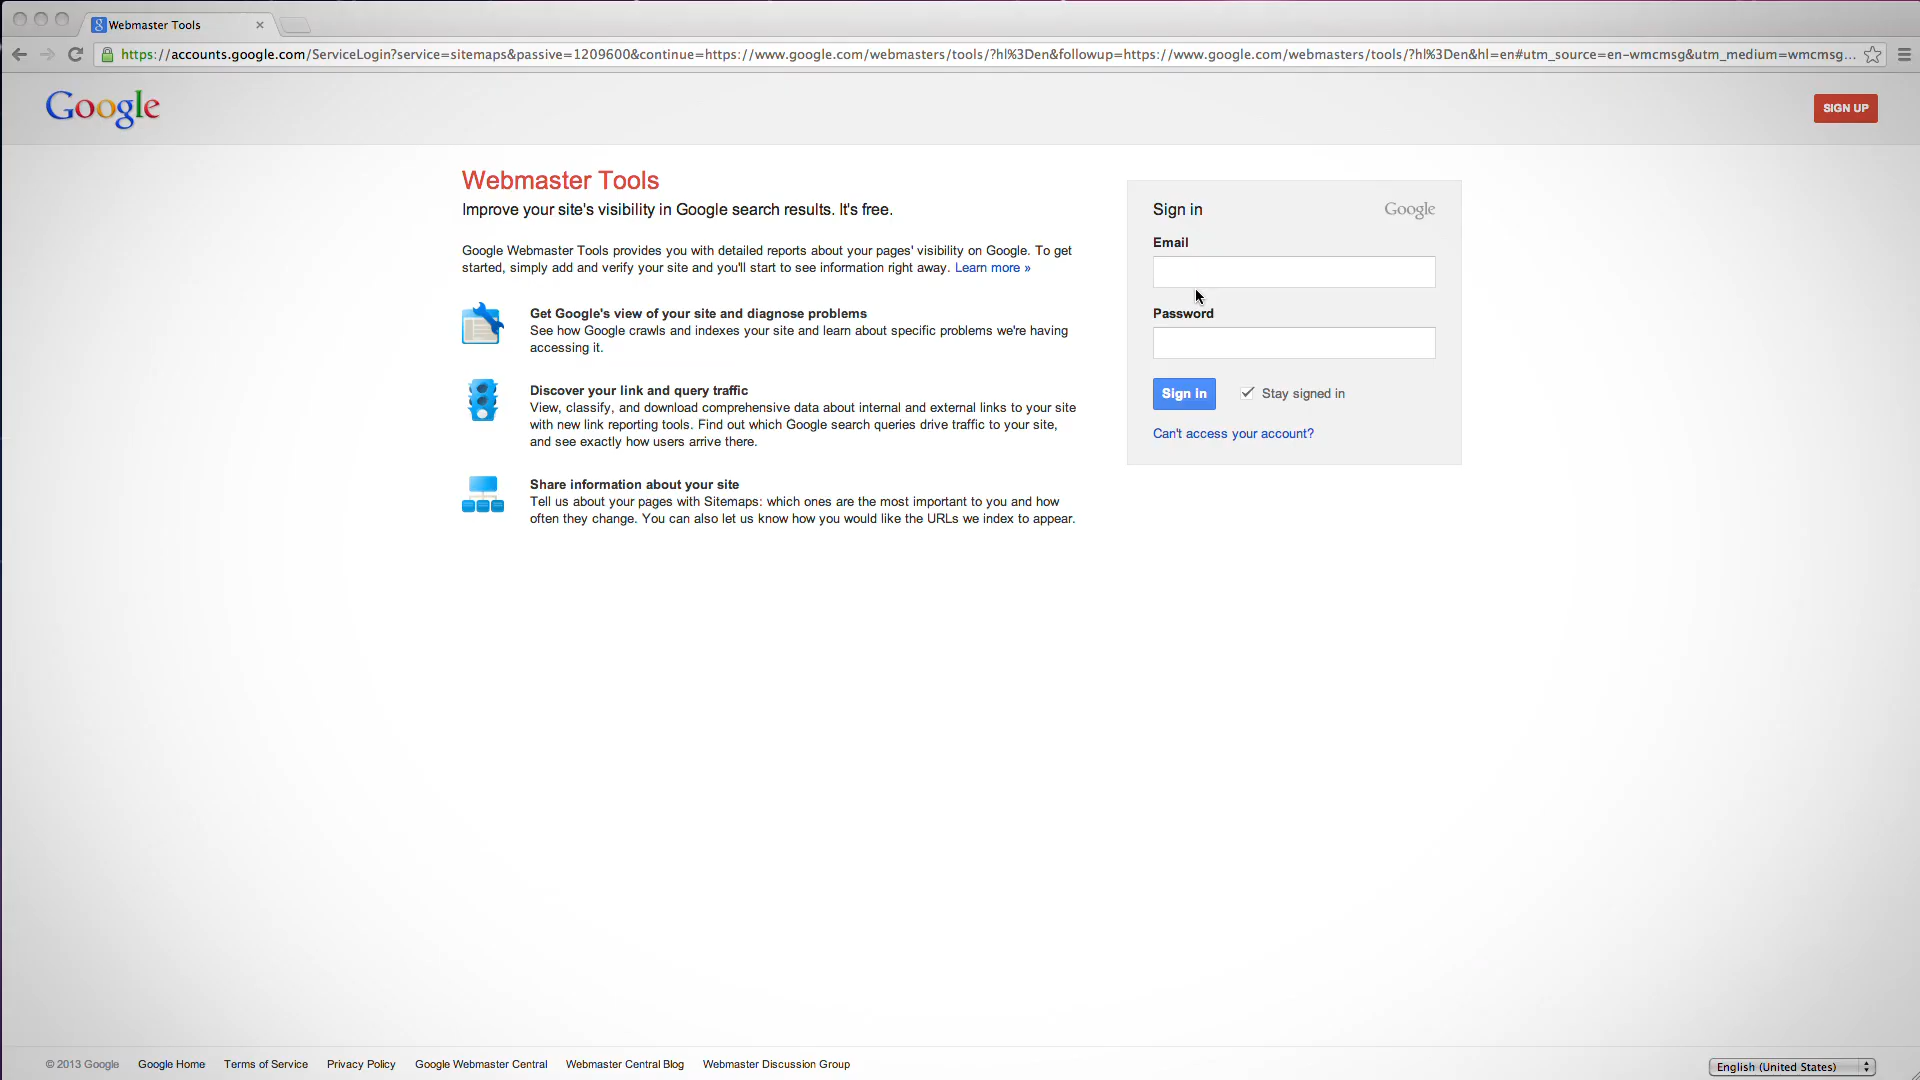 Webmaster Tools
https://accounts.google.com/ServiceLogin?service=sitemaps&passive=1209600&continue=https://www.google.com/webmasters/tools/?hl%3Den&followup=https://www.google.com/webmasters/tools/?hl%3Den&hl=en#utm_source=en-wmcmsg&utm_medium=wmcmsg...
Google
SIGN UP
Webmaster Tools
Improve your site's visibility in Google search results. It's free.
Google Webmaster Tools provides you with detailed reports about your pages' visibility on Google. To get
started, simply add and verify your site and you'll start to see information right away. Learn more »
Get Google's view of your site and diagnose problems
See how Google crawls and indexes your site and learn about specific problems we're having
accessing it.
Discover your link and query traffic
View, classify, and download comprehensive data about internal and external links to your site
with new link reporting tools. Find out which Google search queries drive traffic to your site,
and see exactly how users arrive there.
Share information about your site
Tell us about your pages with Sitemaps: which ones are the most important to you and how
often they change. You can also let us know how you would like the URLs we index to appear.
Sign in Google
Email
Password
Sign in Stay signed in
Can't access your account?
© 2013 Google Google Home Terms of Service Privacy Policy Google Webmaster Central Webmaster Central Blog Webmaster Discussion Group
English (United States)